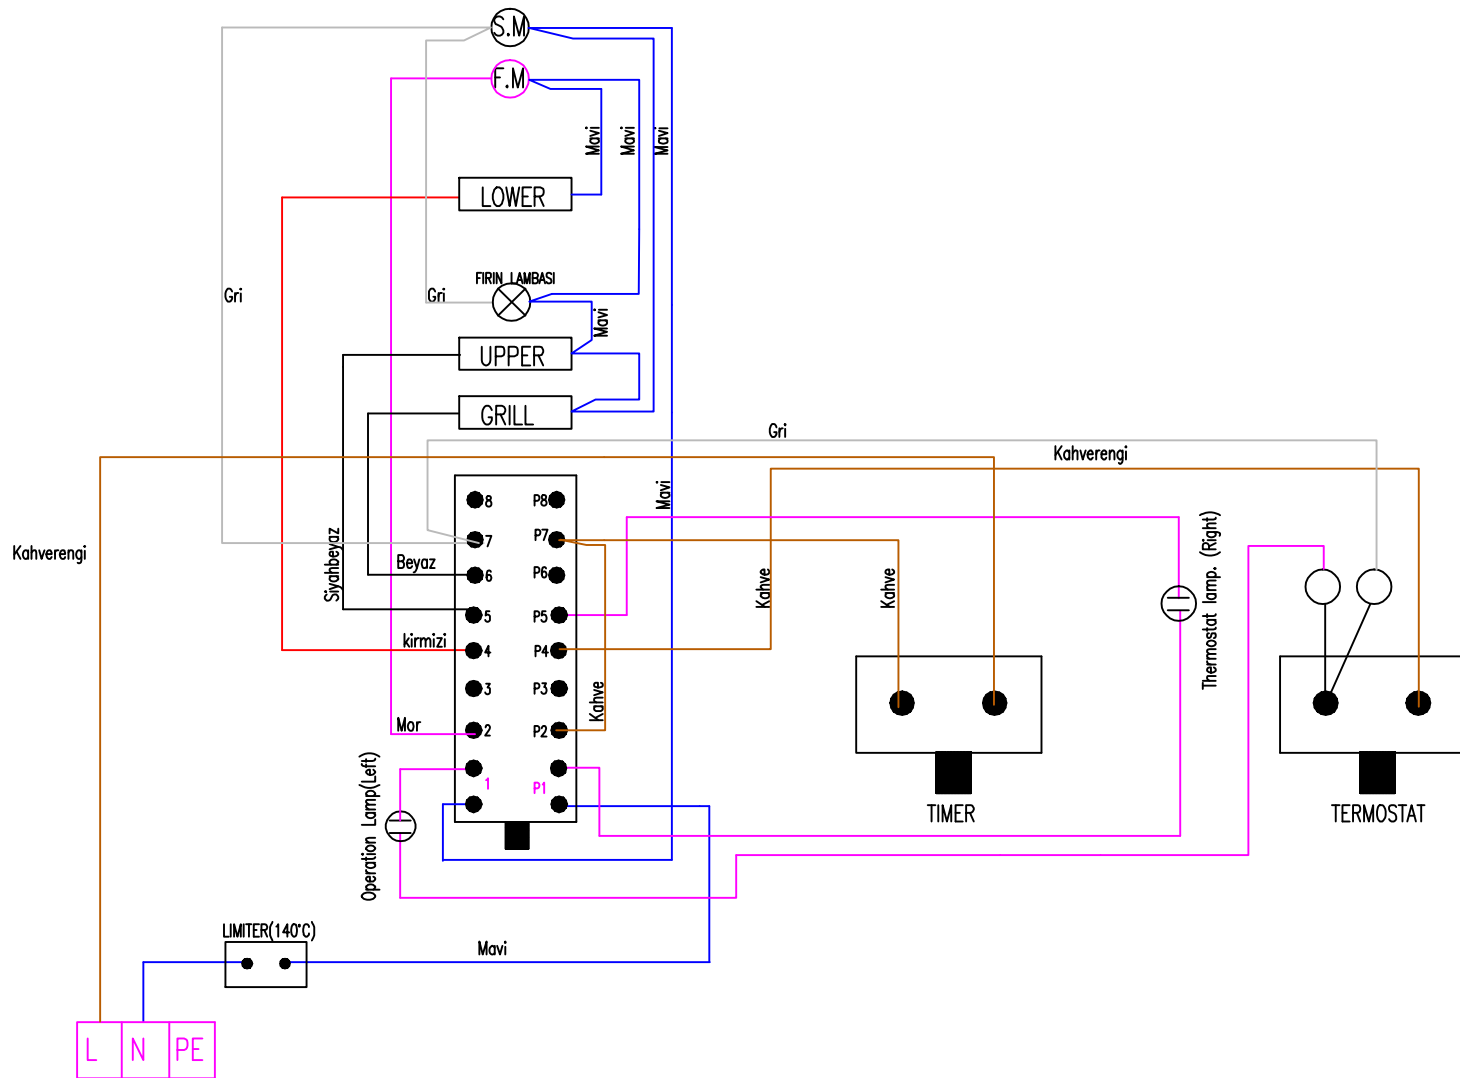 S.M
F.M
Mavi
Mavi
Mavi
LOWER
FIRIN LAMBASI
Gri
Gri
Mavi
UPPER
GRILL
Gri
Kahverengi
Mavi
8 P8
7 P7
Kahverengi
Siyahbeyaz
Beyaz
6 P6
Kahve
Kahve
Thermostat lamp. (Right)
5 P5
kirmizi
4 P4
3 P3
Kahve
Mor
2 P2
1 P1
Operation Lamp(Left)
TIMER
TERMOSTAT
LIMITER(140°C)
Mavi
L N PE